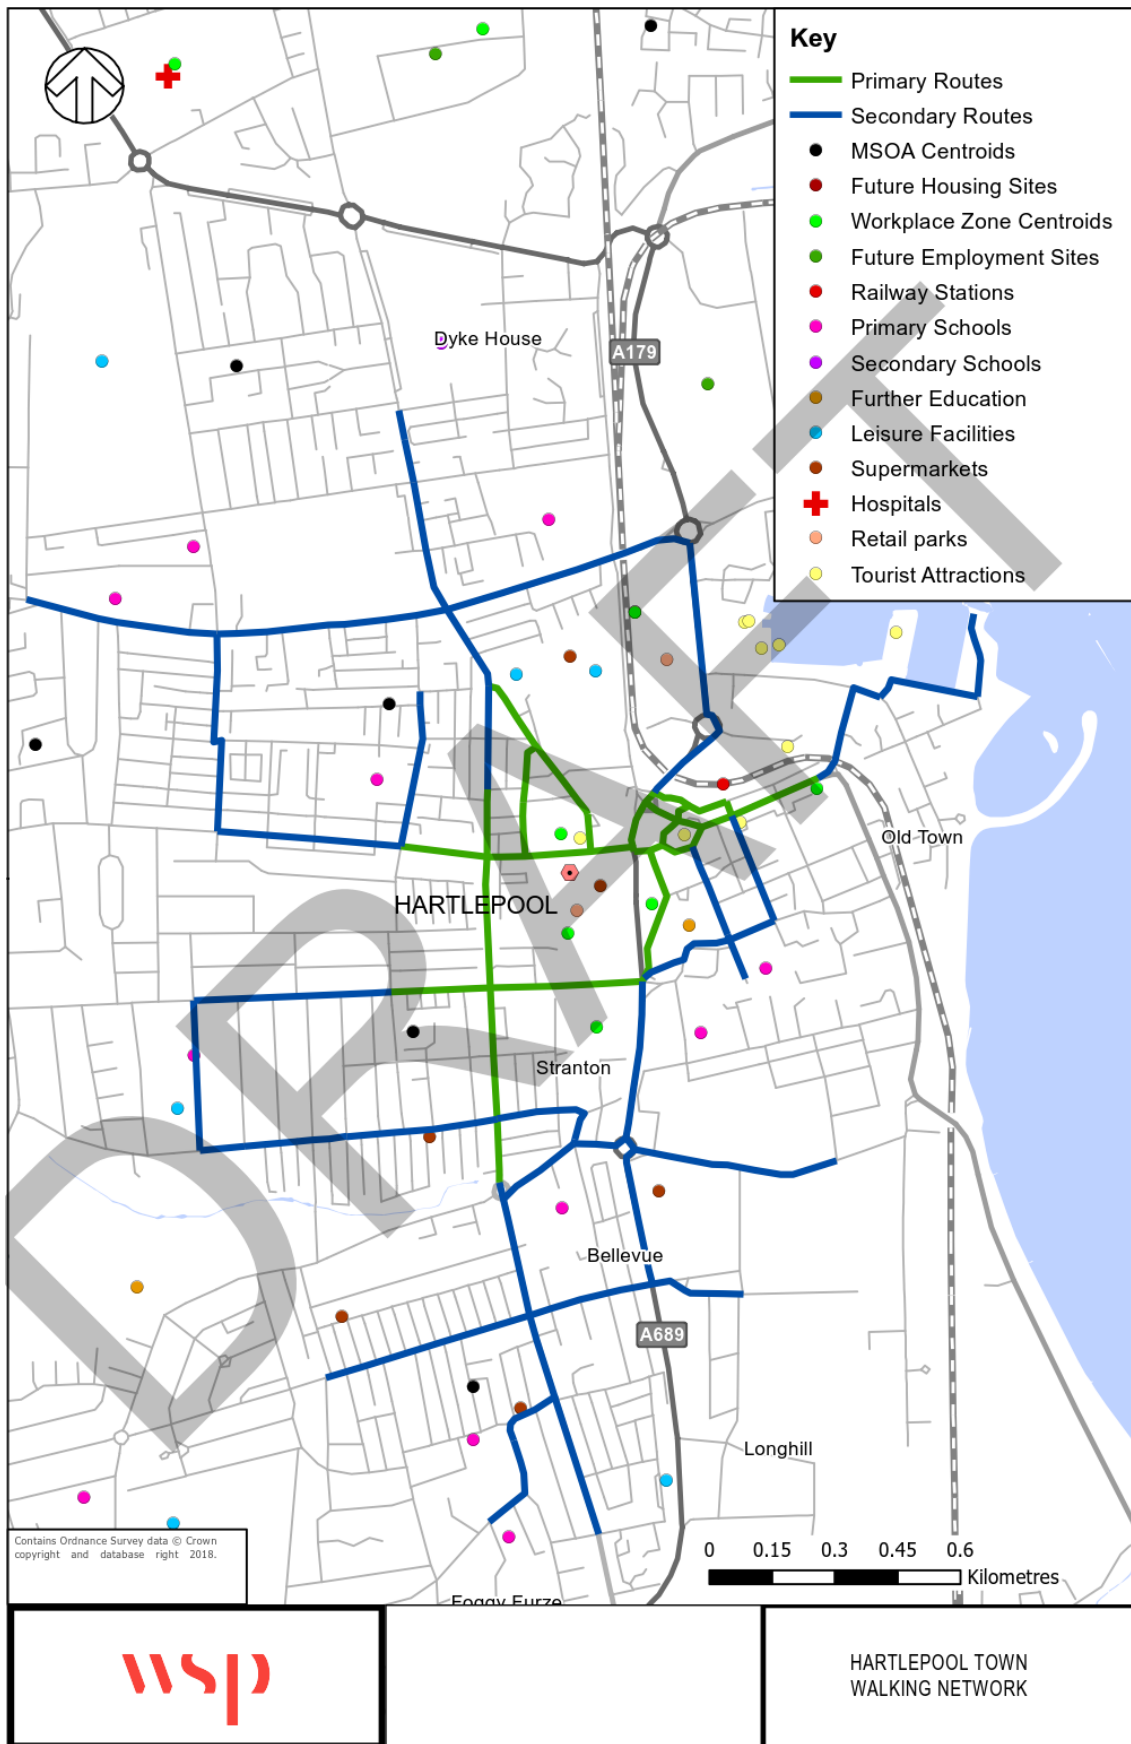 Key
Primary Routes
Secondary Routes
MSOA Centroids
Future Housing Sites
Workplace Zone Centroids
Future Employment Sites
Railway Stations
Primary Schools
Secondary Schools
Further Education
Leisure Facilities
Supermarkets
Hospitals
Retail parks
Tourist Attractions
Dyke House
A179
Old Town
HARTLEPOOL
Stranton
Bellevue
A689
Longhill
Foggy Furze
DRAFT
0 0.15 0.3 0.45 0.6
Kilometres
Contains Ordnance Survey data © Crown
copyright and database right 2018.
wsp
HARTLEPOOL TOWN
WALKING NETWORK